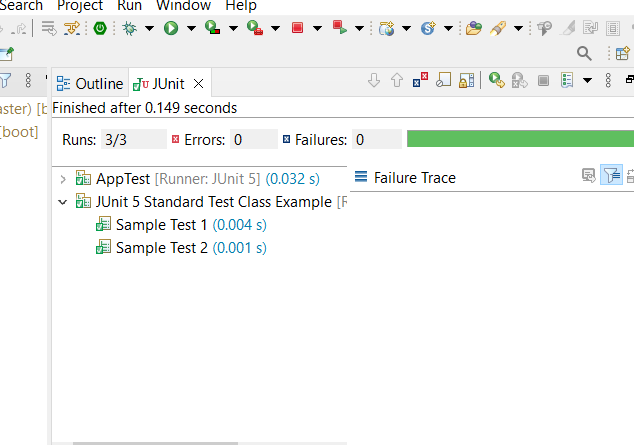 Search Project Run Window Help
Outline JUnit
ster) [b
[boot]
Finished after 0.149 seconds
Runs: 3/3 Errors: 0 Failures: 0
AppTest [Runner: JUnit 5] (0.032 s)
Failure Trace
JUnit 5 Standard Test Class Example [R
Sample Test 1 (0.004 s)
Sample Test 2 (0.001 s)